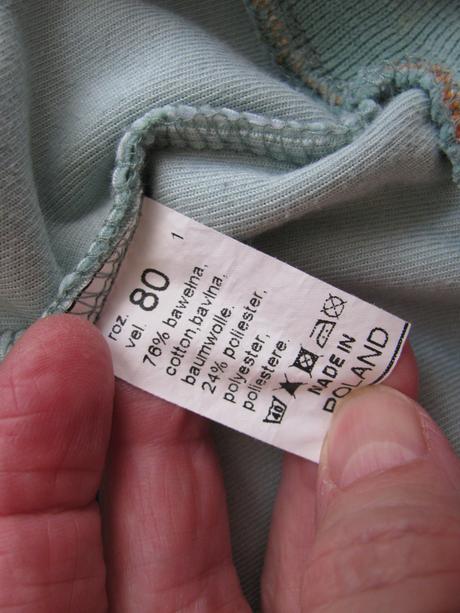 1
roz.
vel. 80
76% bawełna,
cotton,bavlna,
baumwolle.
24% poliester,
polyester,
poliestere.
40
MADE IN
POLAND